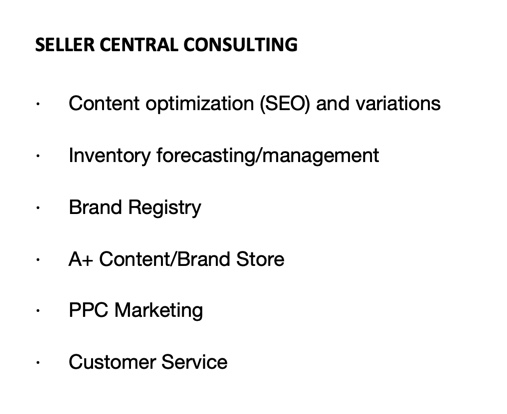 SELLER CENTRAL CONSULTING
· Content optimization (SEO) and variations
· Inventory forecasting/management
· Brand Registry
· A+ Content/Brand Store
· PPC Marketing
· Customer Service